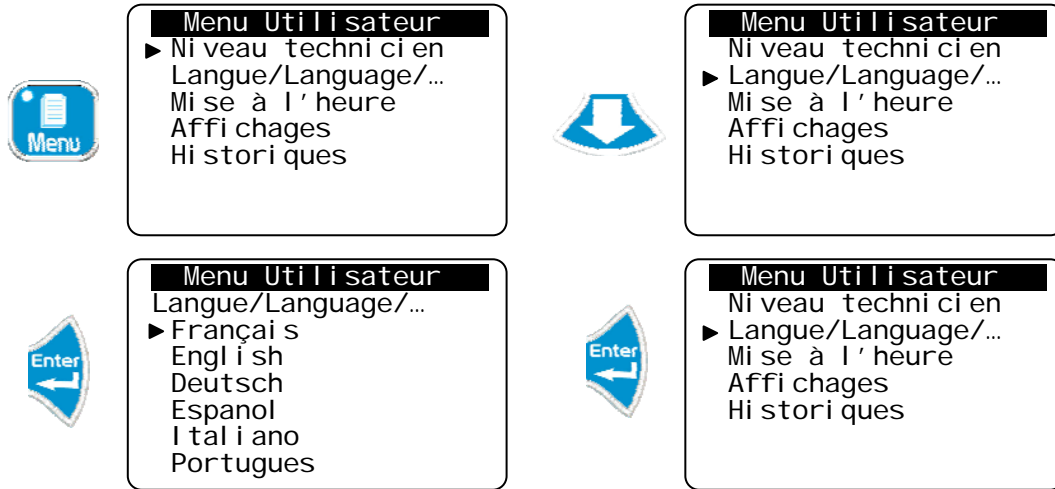 Menu
Menu Utilisateur
Niveau technicien
Langue/Language/…
Mise à l'heure
Affichages
Historiques
Menu Utilisateur
Niveau technicien
Langue/Language/…
Mise à l'heure
Affichages
Historiques
Enter
Menu Utilisateur
Langue/Language/…
Français
English
Deutsch
Espanol
Italiano
Portugues
Enter
Menu Utilisateur
Niveau technicien
Langue/Language/…
Mise à l'heure
Affichages
Historiques